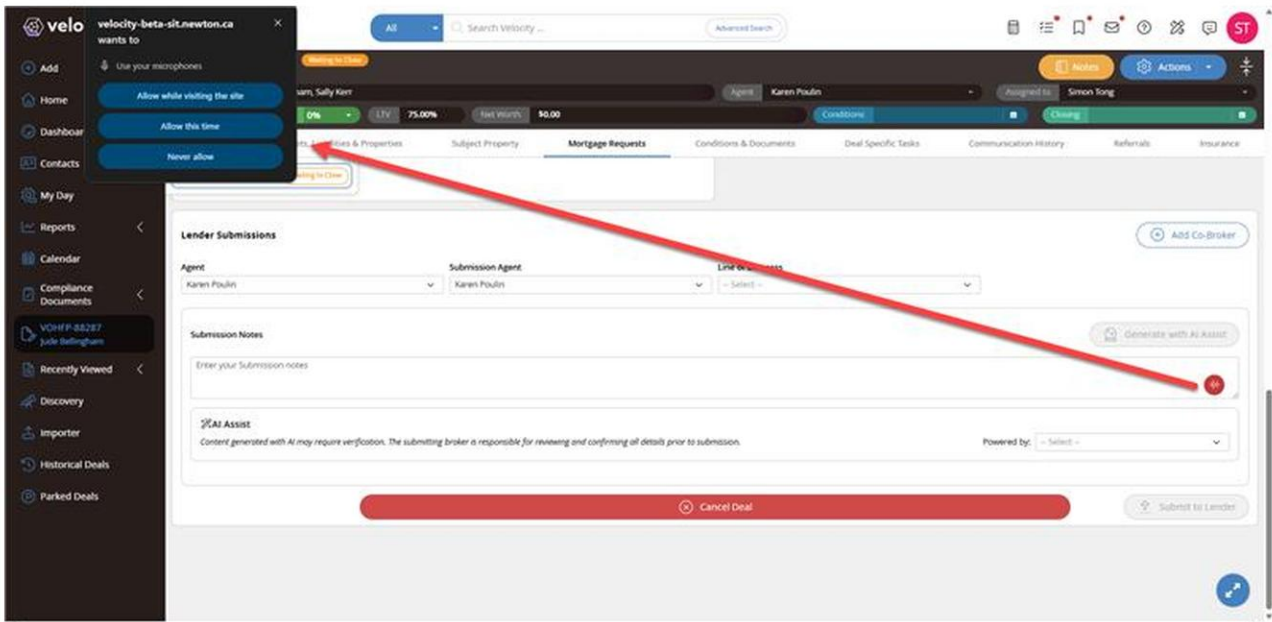 velo
velocity-beta-sit.newton.ca
wants to
Use your microphones
Allow while visiting the site
Allow this time
Never allow
All
Search Velocity ...
Advanced Search
ST
Add
Home
Dashboar
Contacts
My Day
Reports
Calendar
Compliance
Documents
VOHFP-88287
Jude Bellingham
Recently Viewed
Discovery
Importer
Historical Deals
Parked Deals
Waiting to Close
Notes
Actions
am, Sally Kerr
Agent Karen Poulin
Assigned to Simon Tong
0%
LTV 75.00%
Net Worth $0.00
Conditions
Closing
& Properties
Subject Property
Mortgage Requests
Conditions & Documents
Deal Specific Tasks
Communication History
Referrals
Insurance
Waiting to Close
Lender Submissions
Add Co-Broker
Agent
Submission Agent
Karen Poulin
Karen Poulin
– Select –
Submission Notes
Generate with AI Assist
Enter your Submission notes
AI Assist
Content generated with AI may require verification. The submitting broker is responsible for reviewing and confirming all details prior to submission.
Powered by: – Select –
Cancel Deal
Submit to Lender